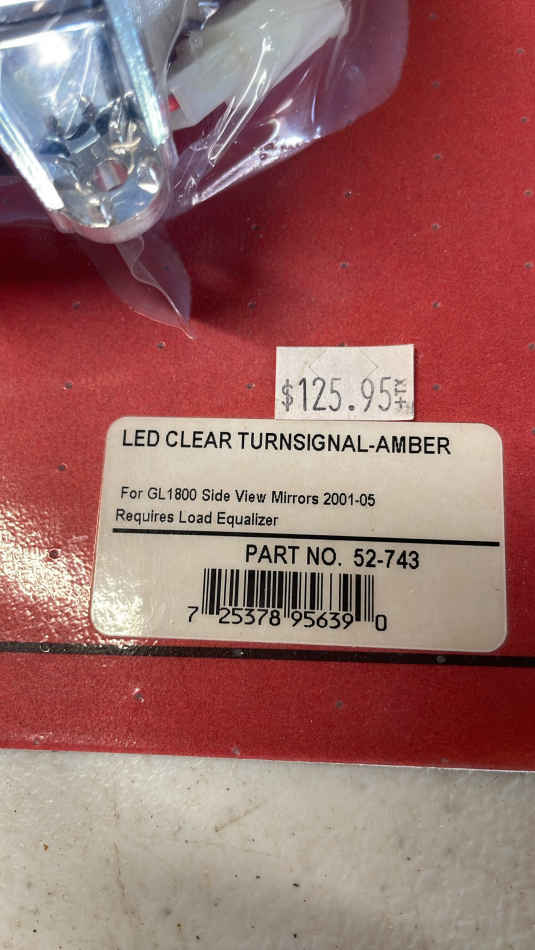 $125.95+TX
LED CLEAR TURNSIGNAL-AMBER
For GL1800 Side View Mirrors 2001-05
Requires Load Equalizer
PART NO. 52-743
7 25378 95639 0